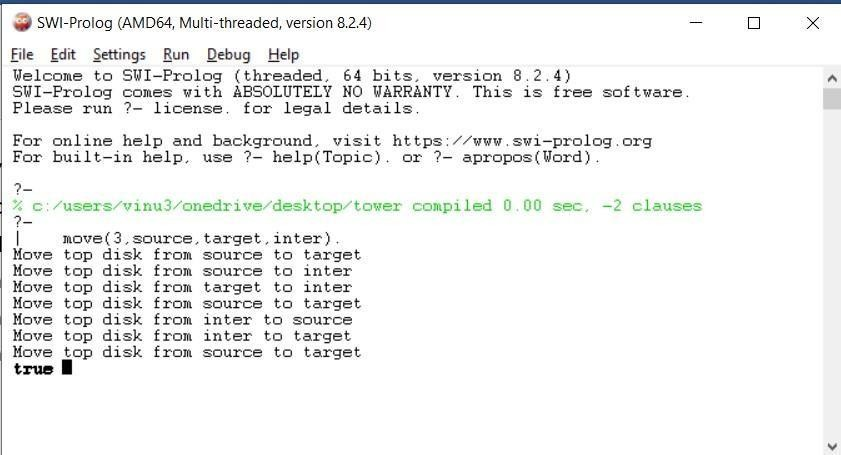 SWI-Prolog (AMD64, Multi-threaded, version 8.2.4)
File Edit Settings Run Debug Help
Welcome to SWI-Prolog (threaded, 64 bits, version 8.2.4)
SWI-Prolog comes with ABSOLUTELY NO WARRANTY. This is free software.
Please run ?- license. for legal details.
For online help and background, visit https://www.swi-prolog.org
For built-in help, use ?- help(Topic). or ?- apropos(Word).
?-
% c:/users/vinu3/onedrive/desktop/tower compiled 0.00 sec, -2 clauses
?-
|    move(3,source,target,inter).
Move top disk from source to target
Move top disk from source to inter
Move top disk from target to inter
Move top disk from source to target
Move top disk from inter to source
Move top disk from inter to target
Move top disk from source to target
true